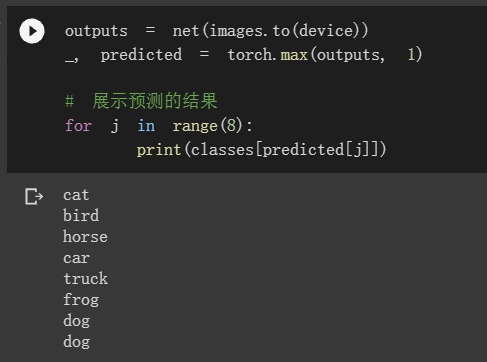 outputs = net(images.to(device))
_, predicted = torch.max(outputs, 1)
# 展示预测的结果
for j in range(8):
print(classes[predicted[j]])
cat
bird
horse
car
truck
frog
dog
dog